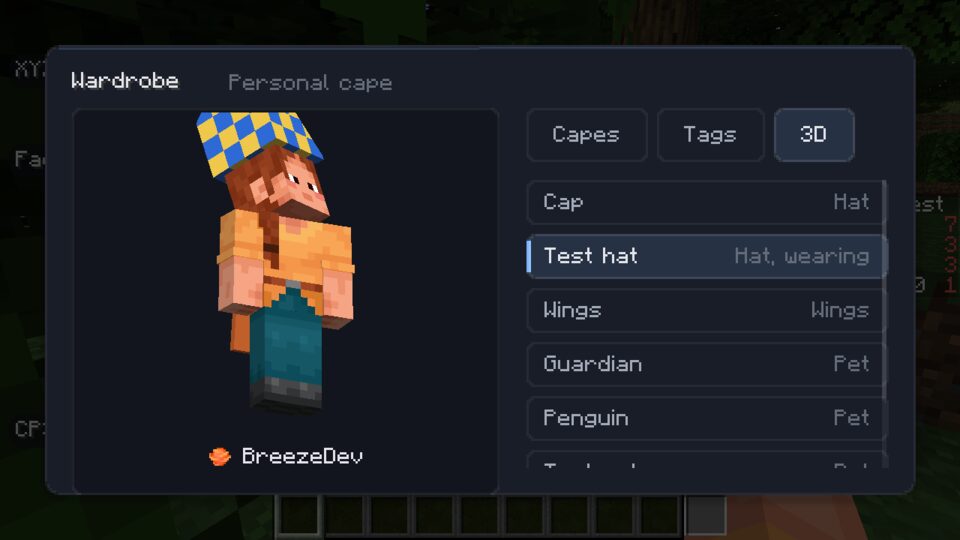 Wardrobe
Personal cape
Capes
Tags
3D
Cap
Hat
Test hat
Hat, wearing
Wings
Wings
Guardian
Pet
Penguin
Pet
BreezeDev
XYZ